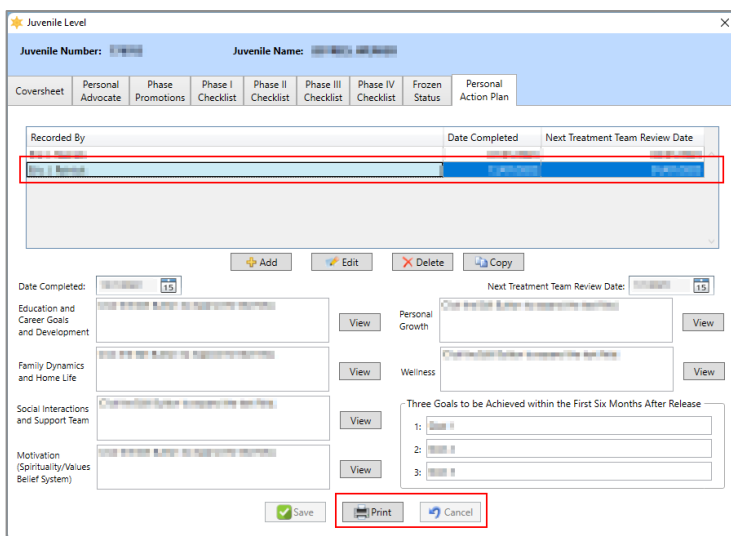 Juvenile Level
Juvenile Number: Juvenile Name:
Coversheet Personal Advocate Phase Promotions Phase I Checklist Phase II Checklist Phase III Checklist Phase IV Checklist Frozen Status Personal Action Plan
Recorded By Date Completed Next Treatment Team Review Date
Add Edit Delete Copy
Date Completed: 15 Next Treatment Team Review Date: 15
Education and
Career Goals
and Development
View
Personal
Growth
View
Family Dynamics
and Home Life
View
Wellness
View
Social Interactions
and Support Team
View
Three Goals to be Achieved within the First Six Months After Release
1:
2:
3:
Motivation
(Spirituality/Values
Belief System)
View
Save Print Cancel